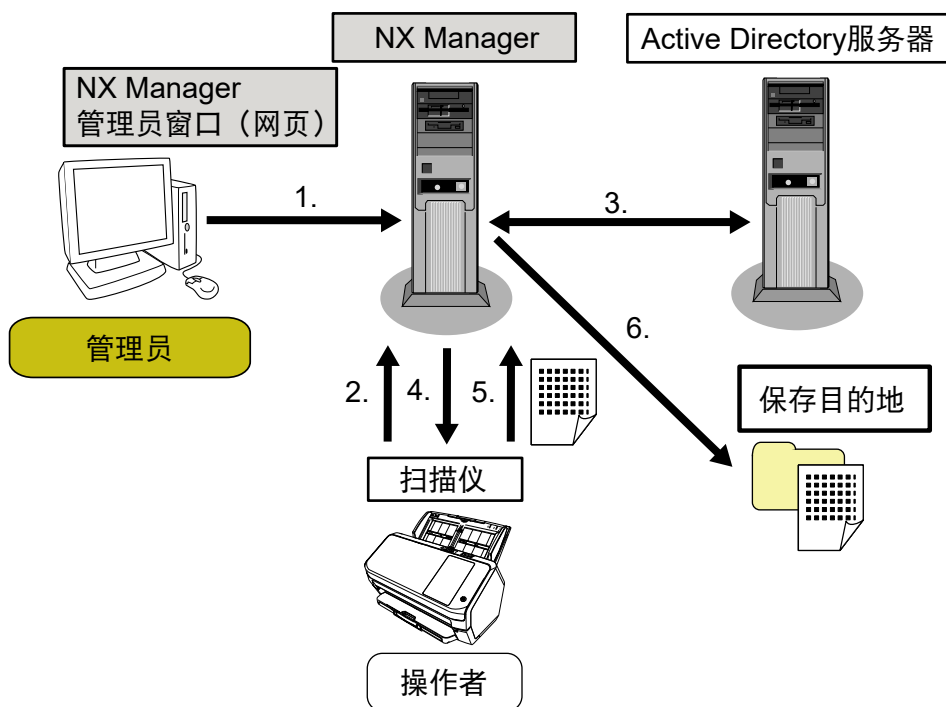 NX Manager
Active Directory服务器
NX Manager
管理员窗口（网页）
1.
3.
管理员
6.
2.
4.
5.
保存目的地
扫描仪
操作者